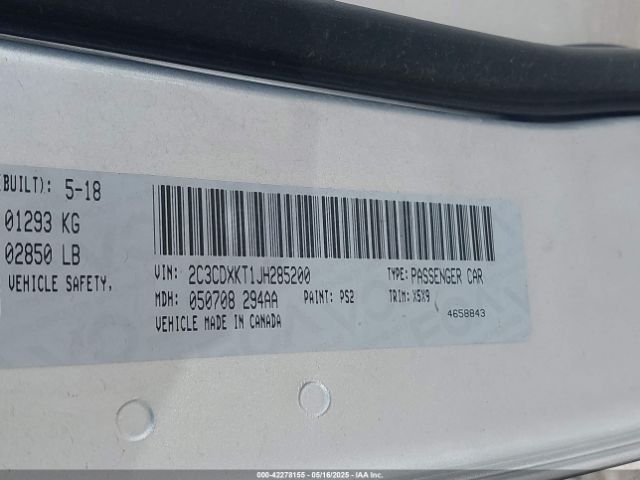 (BUILT): 5-18
01293 KG
02850 LB
VEHICLE SAFETY,
VIN: 2C3CDXKT1JH285200 TYPE: PASSENGER CAR
MDH: 050708 294AA PAINT: PS2 TRIM: X5X9
VEHICLE MADE IN CANADA 4658843
000-42278155 - 05/16/2025 - IAA INC.